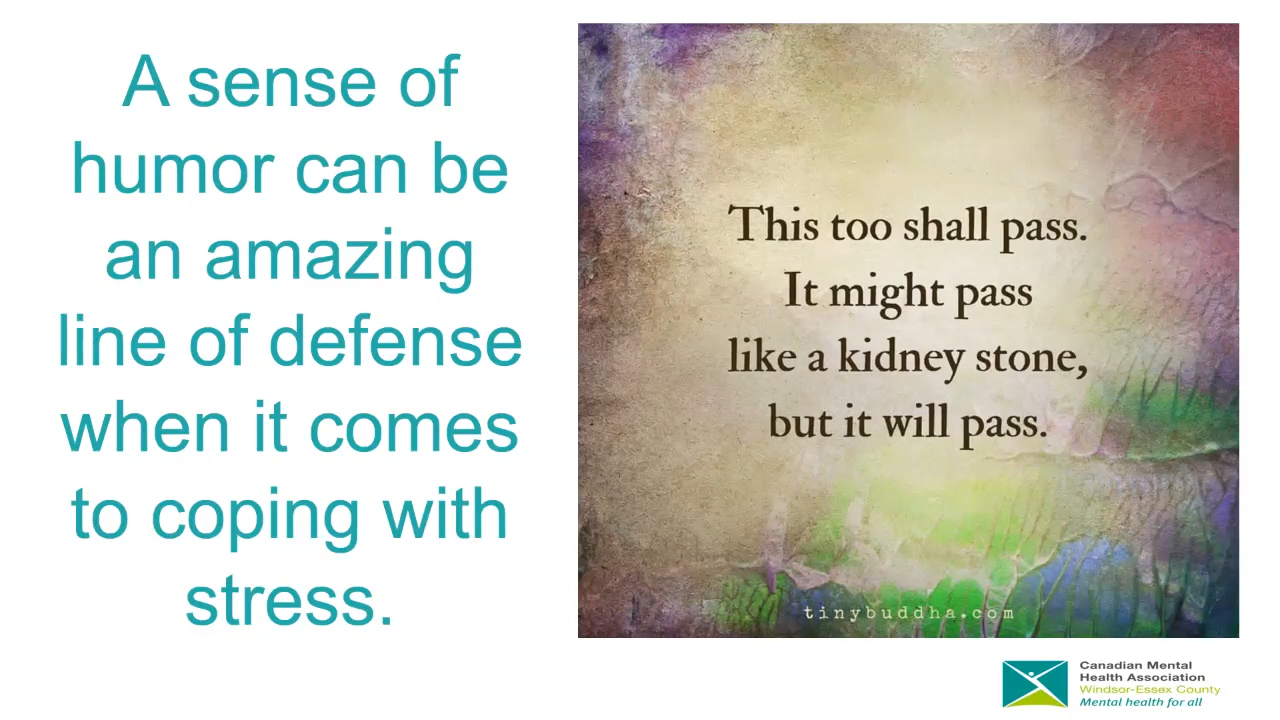 A sense of
humor can be
an amazing
line of defense
when it comes
to coping with
stress.
This too shall pass.
It might pass
like a kidney stone,
but it will pass.
tinybuddha.com
Canadian Mental
Health Association
Windsor-Essex County
Mental health for all